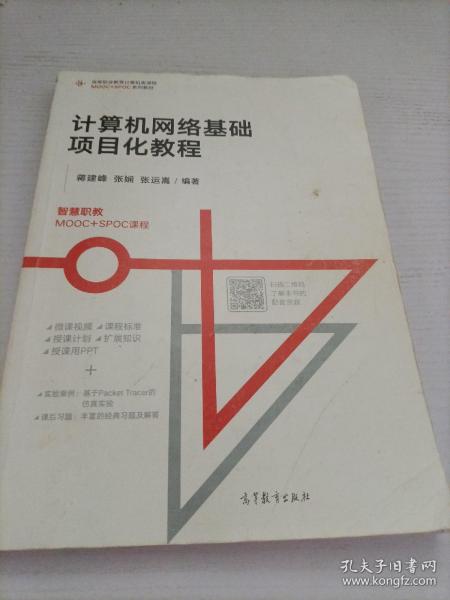 高等职业教育计算机类课程
MOOC+SPOC系列教材
计算机网络基础
项目化教程
蒋建峰 张娴 张运嵩/编著
智慧职教
MOOC+SPOC课程
扫描二维码
了解本书的
配套资源
微课视频 课程标准
授课计划 扩展知识
授课用PPT
+
实验案例：基于Packet Tracer的
仿真实验
课后习题：丰富的经典习题及解答
高等教育出版社
孔夫子旧书网
www.kongfz.com